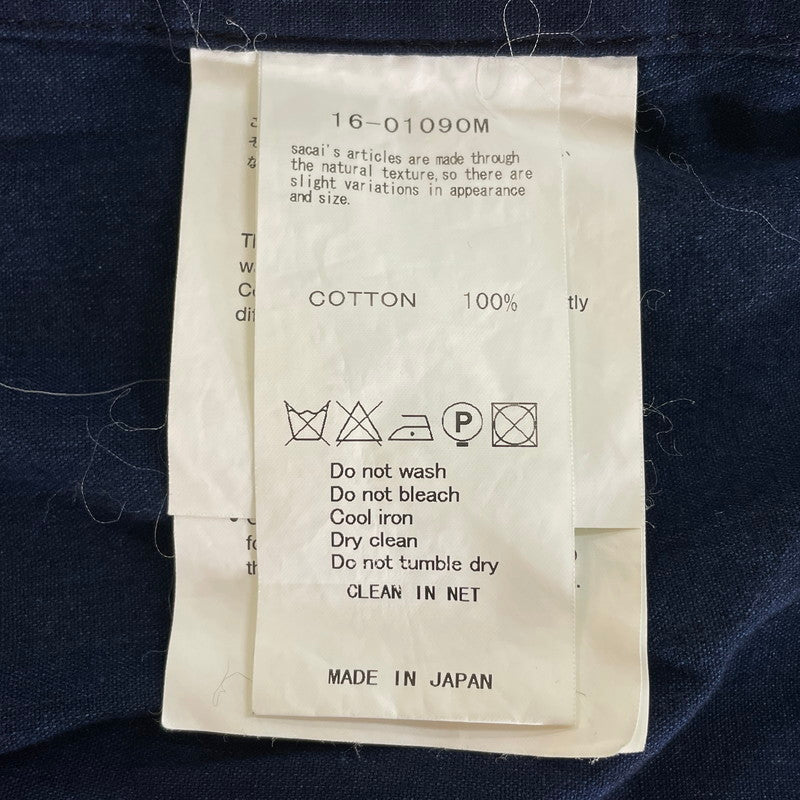 16-01090M
sacai's articles are made through
the natural texture, so there are
slight variations in appearance
and size.
COTTON 100%
tly
P
Do not wash
Do not bleach
Cool iron
Dry clean
Do not tumble dry
CLEAN IN NET
MADE IN JAPAN